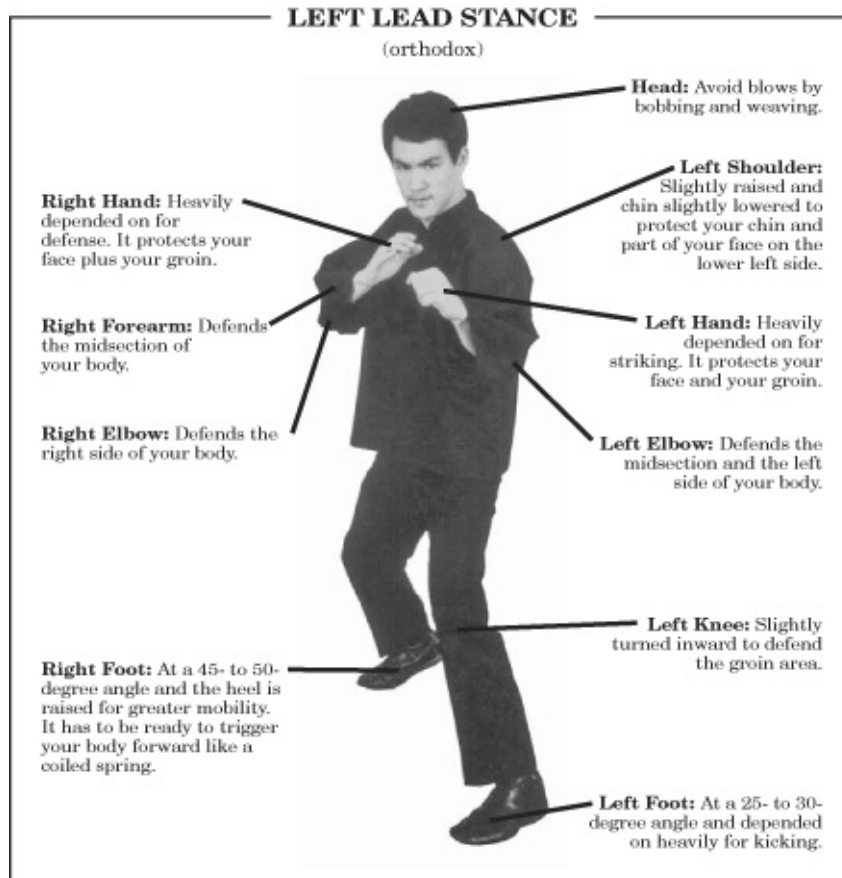 LEFT LEAD STANCE
(orthodox)
Head: Avoid blows by
bobbing and weaving.
Left Shoulder:
Slightly raised and
chin slightly lowered to
protect your chin and
part of your face on the
lower left side.
Right Hand: Heavily
depended on for
defense. It protects your
face plus your groin.
Right Forearm: Defends
the midsection of
your body.
Left Hand: Heavily
depended on for
striking. It protects your
face and your groin.
Right Elbow: Defends the
right side of your body.
Left Elbow: Defends the
midsection and the left
side of your body.
Left Knee: Slightly
turned inward to defend
the groin area.
Right Foot: At a 45- to 50-
degree angle and the heel is
raised for greater mobility.
It has to be ready to trigger
your body forward like a
coiled spring.
Left Foot: At a 25- to 30-
degree angle and depended
on heavily for kicking.